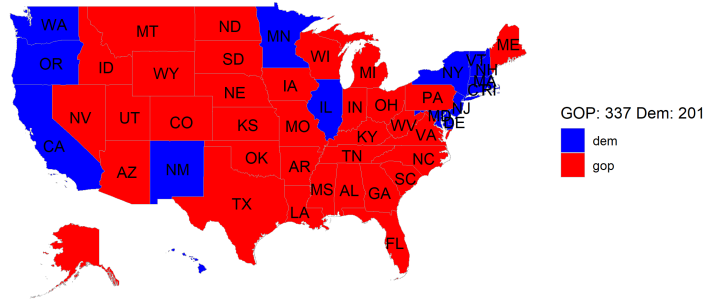 WA
MT
ND
MN
ME
OR
ID
SD
WI
VT
NH
NY
WY
MI
CT
RI
NV
UT
NE
IA
IL
IN
OH
PA
NJ
CO
KS
MO
WV
MD
DE
CA
KY
VA
AZ
NM
OK
AR
TN
NC
TX
LA
MS
AL
GA
SC
FL
GOP: 337 Dem: 201
dem
gop